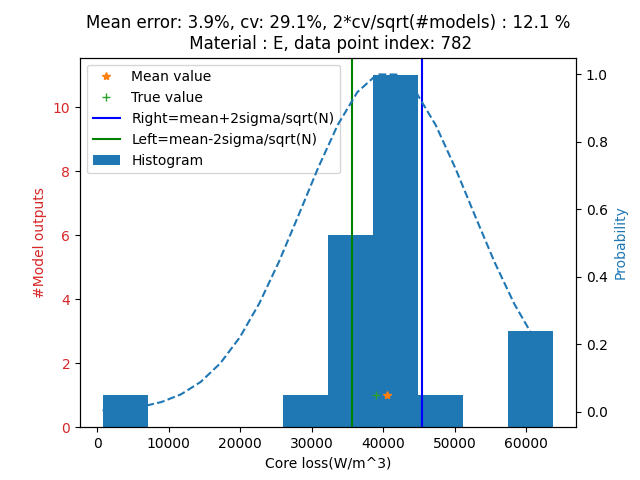 Mean error: 3.9%, cv: 29.1%, 2*cv/sqrt(#models) : 12.1 %
Material : E, data point index: 782
Mean value
True value
Right=mean+2sigma/sqrt(N)
Left=mean-2sigma/sqrt(N)
Histogram
#Model outputs
0
2
4
6
8
10
Probability
0.0
0.2
0.4
0.6
0.8
1.0
0 10000 20000 30000 40000 50000 60000
Core loss(W/m^3)